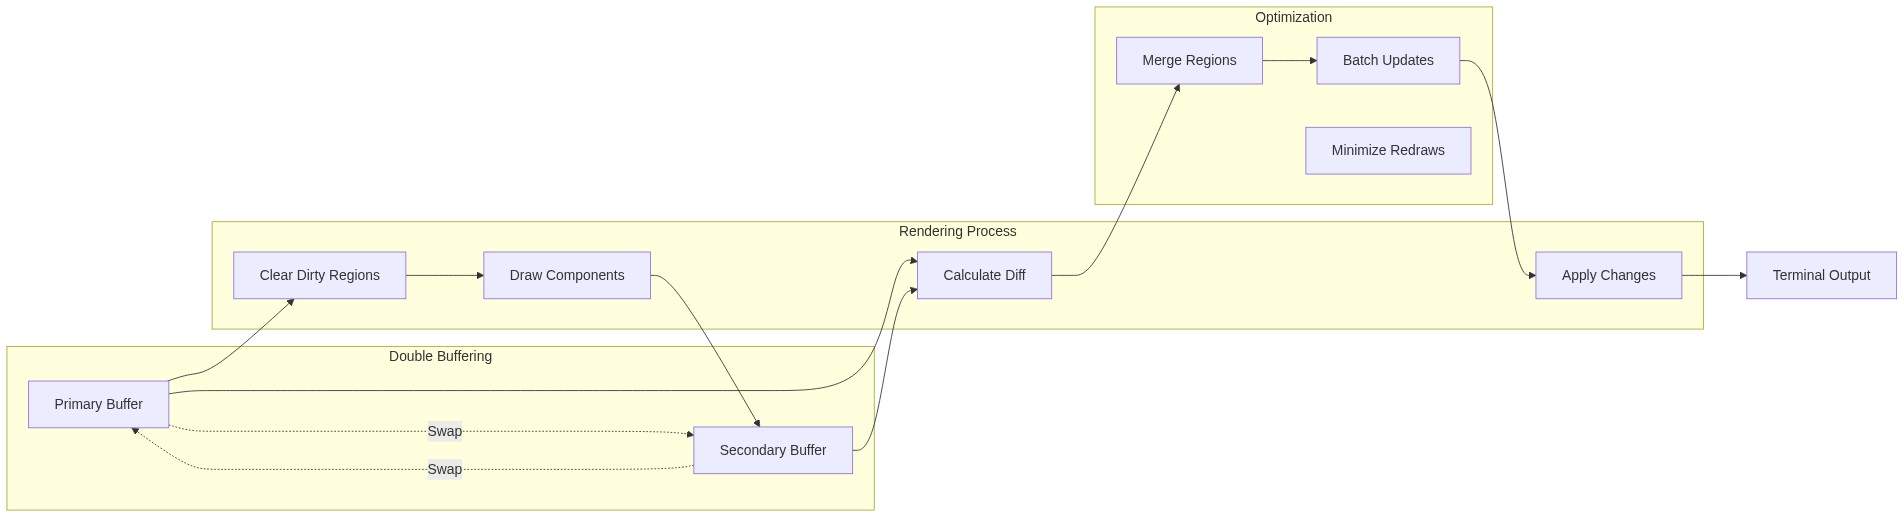 Optimization
Merge Regions
Batch Updates
Minimize Redraws
Rendering Process
Clear Dirty Regions
Draw Components
Calculate Diff
Apply Changes
Terminal Output
Double Buffering
Primary Buffer
Swap
Secondary Buffer
Swap